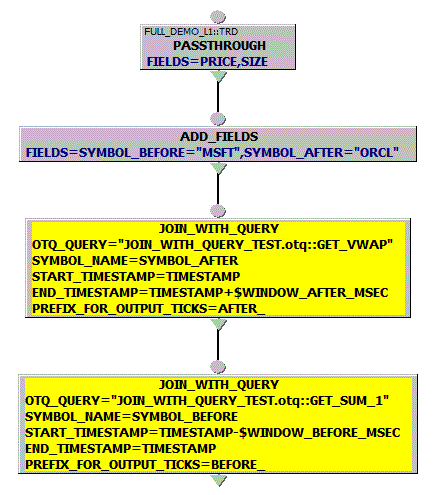 FULL_DEMO_L1::TRD
PASSTHROUGH
FIELDS=PRICE,SIZE
ADD_FIELDS
FIELDS=SYMBOL_BEFORE="MSFT",SYMBOL_AFTER="ORCL"
JOIN_WITH_QUERY
OTQ_QUERY="JOIN_WITH_QUERY_TEST.otq::GET_VWAP"
SYMBOL_NAME=SYMBOL_AFTER
START_TIMESTAMP=TIMESTAMP
END_TIMESTAMP=TIMESTAMP+$WINDOW_AFTER_MSEC
PREFIX_FOR_OUTPUT_TICKS=AFTER_
JOIN_WITH_QUERY
OTQ_QUERY="JOIN_WITH_QUERY_TEST.otq::GET_SUM_1"
SYMBOL_NAME=SYMBOL_BEFORE
START_TIMESTAMP=TIMESTAMP-$WINDOW_BEFORE_MSEC
END_TIMESTAMP=TIMESTAMP
PREFIX_FOR_OUTPUT_TICKS=BEFORE_